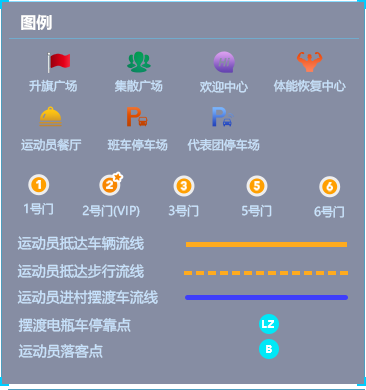 图例
升旗广场 集散广场 欢迎中心 体能恢复中心
P P
运动员餐厅 班车停车场 代表团停车场
1 2 3 5 6
1号门 2号门(VIP) 3号门 5号门 6号门
运动员抵达车辆流线
运动员抵达步行流线
运动员进村摆渡车流线
摆渡电瓶车停靠点 LZ
运动员落客点 B